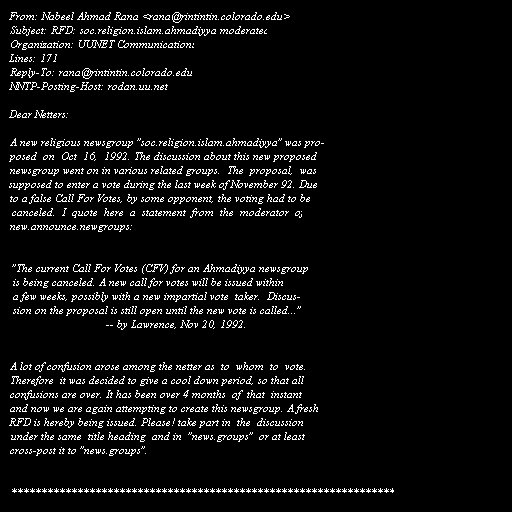 From: Nabeel Ahmad Rana <rana@rintintin.colorado.edu>
Subject: RFD: soc.religion.islam.ahmadiyya moderated
Organization: UUNET Communications
Lines: 171
Reply-To: rana@rintintin.colorado.edu
NNTP-Posting-Host: rodan.uu.net
Dear Netters:
A new religious newsgroup "soc.religion.islam.ahmadiyya" was pro-
posed on Oct 16, 1992. The discussion about this new proposed
newsgroup went on in various related groups. The proposal, was
supposed to enter a vote during the last week of November 92. Due
to a false Call For Votes, by some opponent, the voting had to be
canceled. I quote here a statement from the moderator of
new.announce.newgroups:
"The current Call For Votes (CFV) for an Ahmadiyya newsgroup
is being canceled. A new call for votes will be issued within
a few weeks, possibly with a new impartial vote taker. Discus-
sion on the proposal is still open until the new vote is called..."
-- by Lawrence, Nov 20, 1992.
A lot of confusion arose among the netter as to whom to vote.
Therefore it was decided to give a cool down period, so that all
confusions are over. It has been over 4 months of that instant
and now we are again attempting to create this newsgroup. A fresh
RFD is hereby being issued. Please! take part in the discussion
under the same title heading and in "news.groups" or at least
cross-post it to "news.groups".
****************************************************************